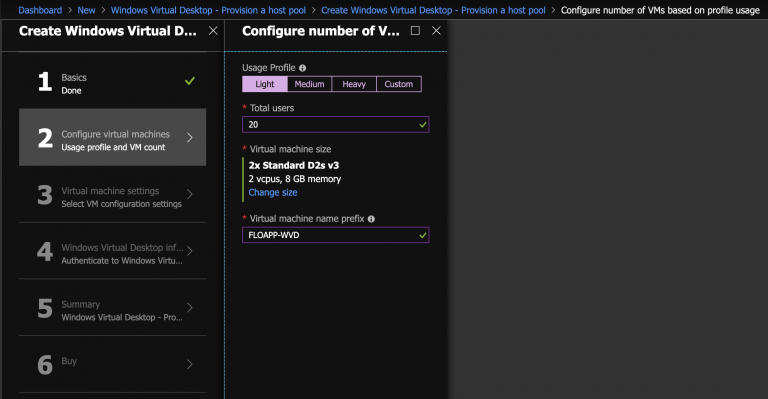 Dashboard > New > Windows Virtual Desktop - Provision a host pool > Create Windows Virtual Desktop - Provision a host pool > Configure number of VMs based on profile usage
Create Windows Virtual D...
1
Basics
Done
2
Configure virtual machines
Usage profile and VM count
3
Virtual machine settings
Select VM configuration settings
4
Windows Virtual Desktop inf...
Authenticate to Windows Virtu...
5
Summary
Windows Virtual Desktop - Pro...
6
Buy
Configure number of V...
Usage Profile
Light Medium Heavy Custom
* Total users
20
* Virtual machine size
2x Standard D2s v3
2 vcpus, 8 GB memory
Change size
* Virtual machine name prefix
FLOAPP-WVD